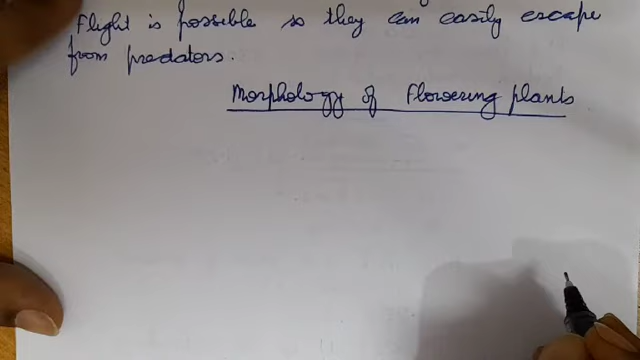 Flight is possible so they can easily escape
from predators.
Morphology of Flowering plants